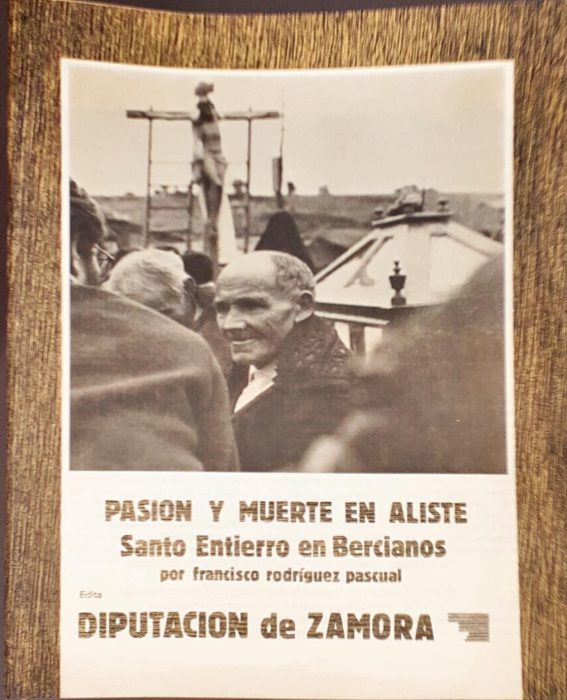 PASION Y MUERTE EN ALISTE
Santo Entierro en Bercianos
por francisco rodríguez pascual
Edita
DIPUTACION de ZAMORA